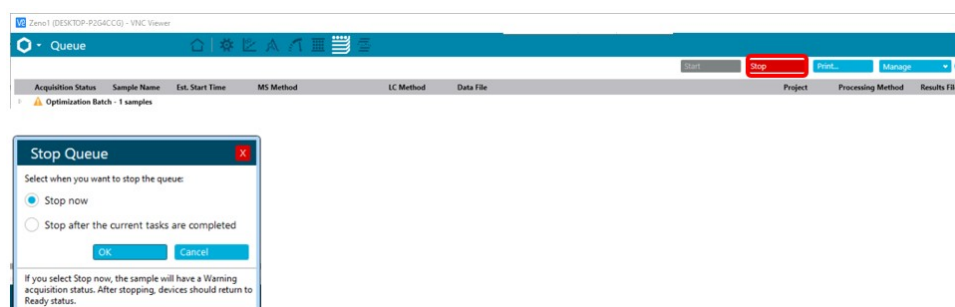 Zeno1 (DESKTOP-P2G4CCG) - VNC Viewer
Queue
Start Stop Print... Manage
Acquisition Status Sample Name Est. Start Time MS Method LC Method Data File Project Processing Method Results Fil
Optimization Batch - 1 samples
Stop Queue X
Select when you want to stop the queue:
Stop now
Stop after the current tasks are completed
OK Cancel
If you select Stop now, the sample will have a Warning
acquisition status. After stopping, devices should return to
Ready status.